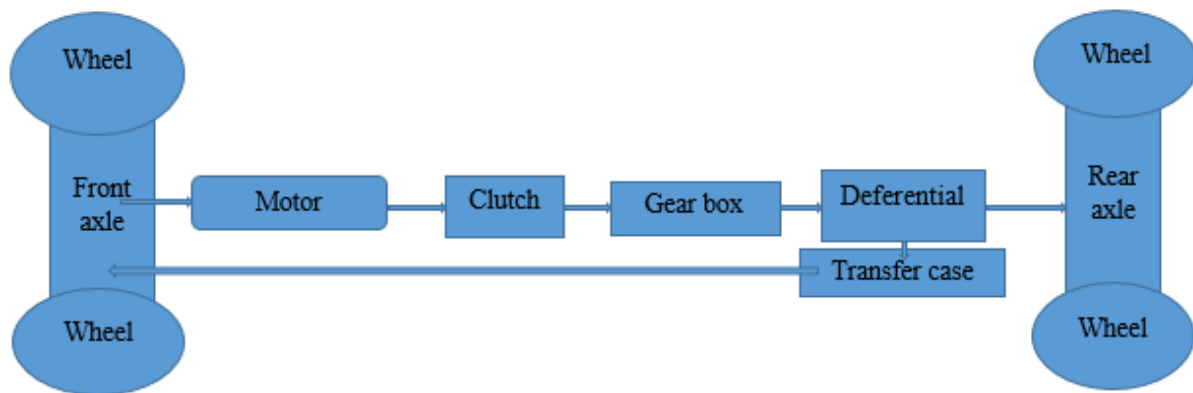 Wheel
Wheel
Front
axle
Motor
Clutch
Gear box
Deferential
Rear
axle
Transfer case
Wheel
Wheel